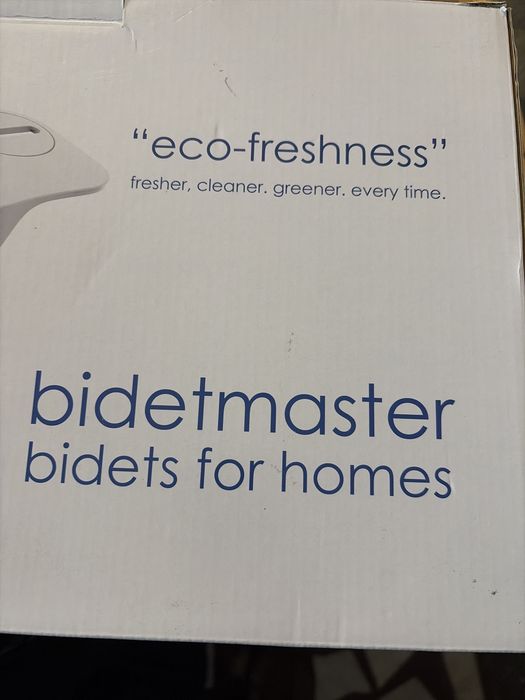 “eco-freshness”
fresher, cleaner. greener. every time.
bidetmaster
bidets for homes